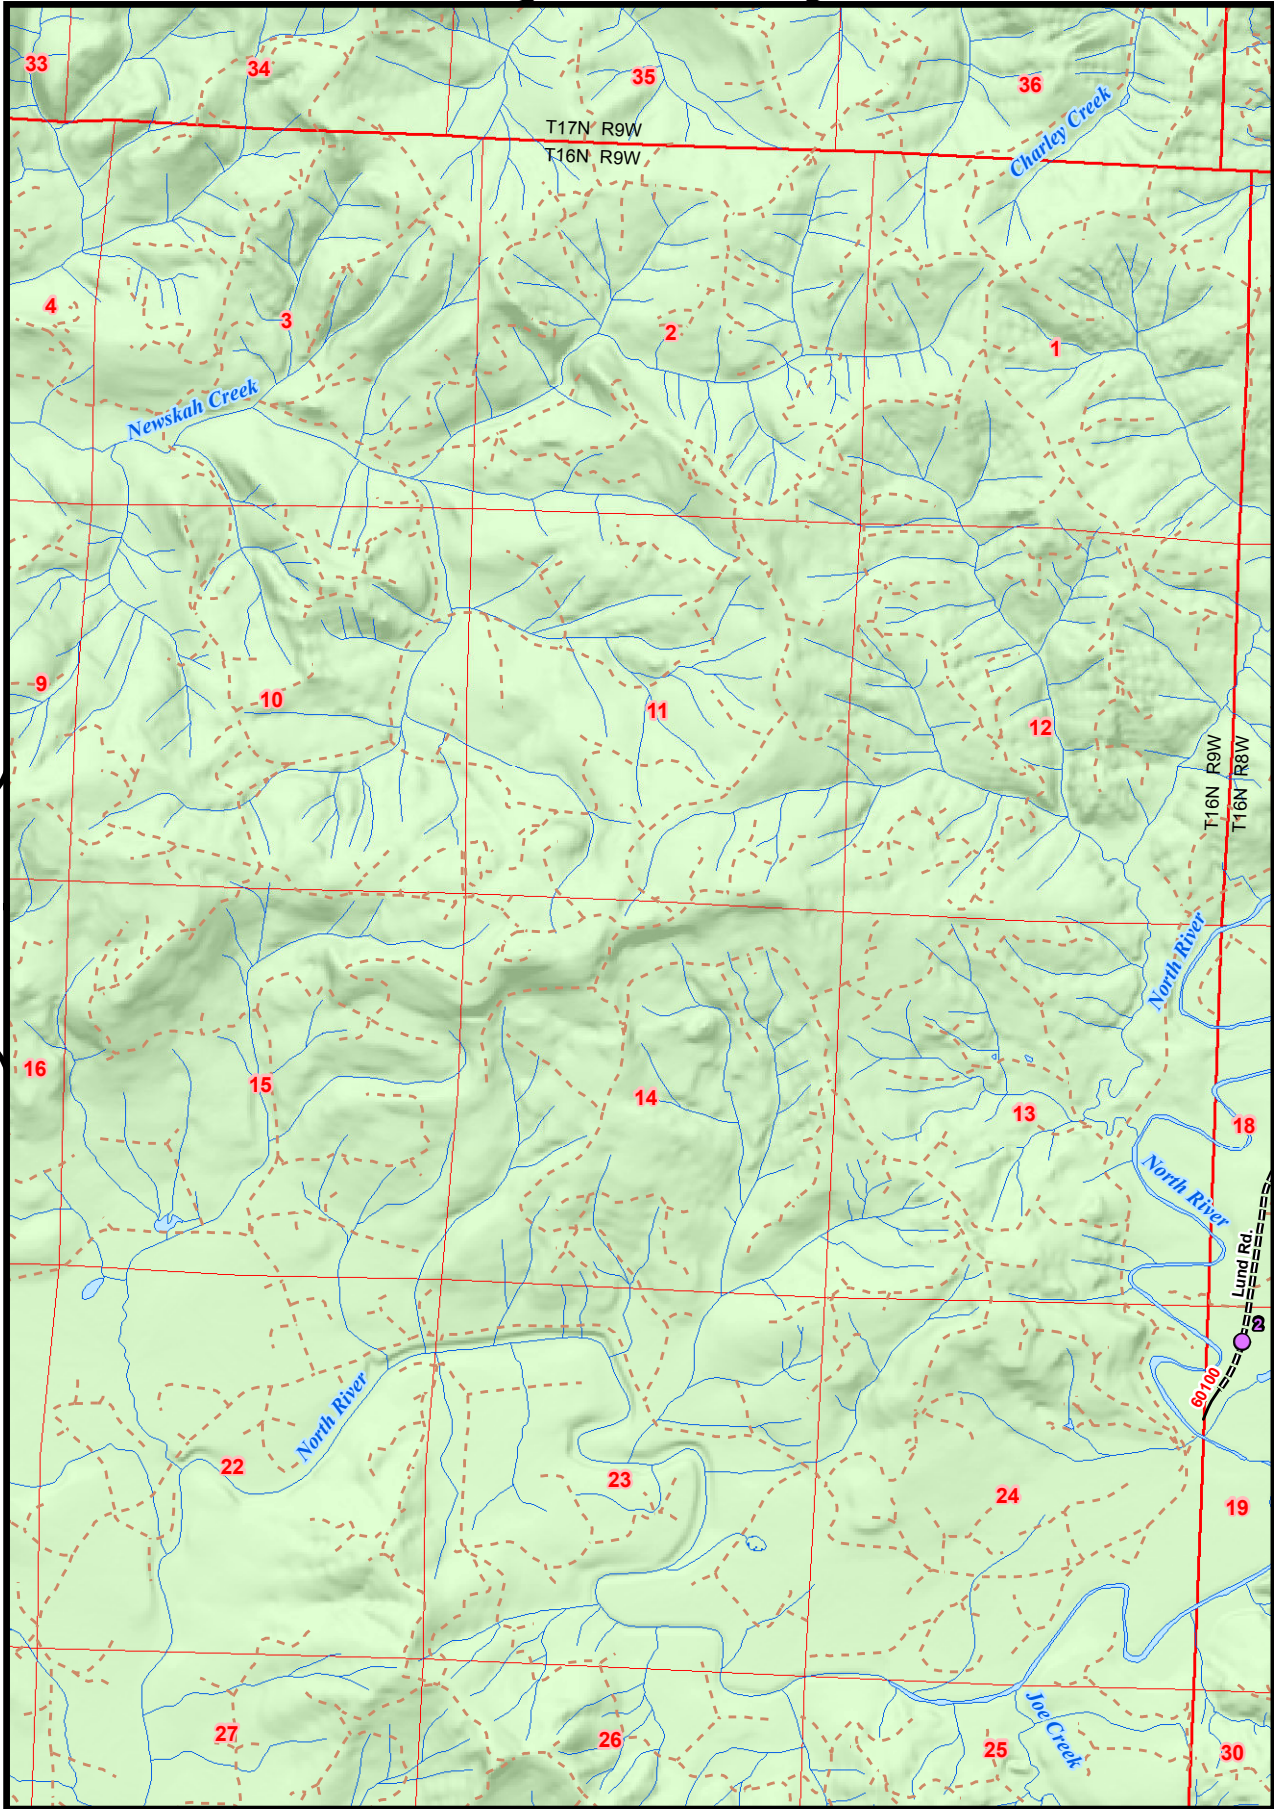 33
34
35
36
T17N R9W
T16N R9W
Charley Creek
4
3
2
1
Newskah Creek
9
10
11
12
T16N R9W
T16N R8W
North River
16
15
14
13
18
North River
Lund Rd.
2
60100
North River
22
23
24
19
27
26
25
Joe Creek
30